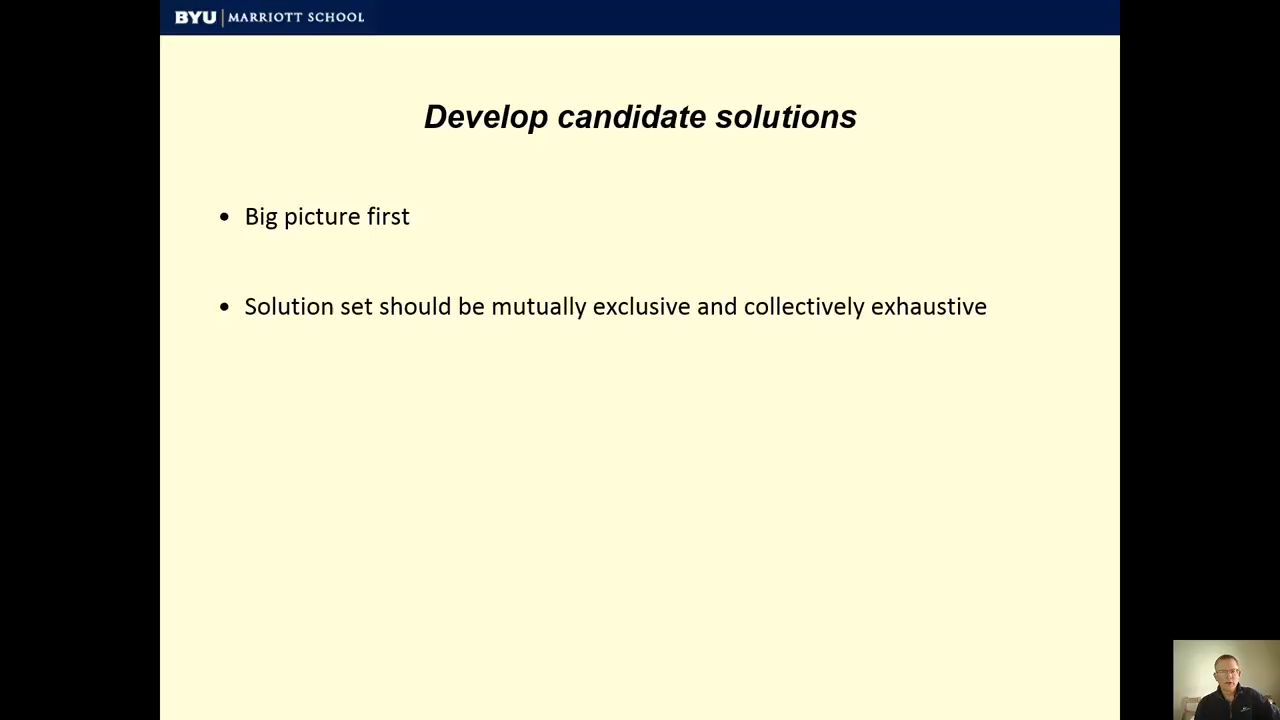 BYU | MARRIOTT SCHOOL
Develop candidate solutions
• Big picture first
• Solution set should be mutually exclusive and collectively exhaustive